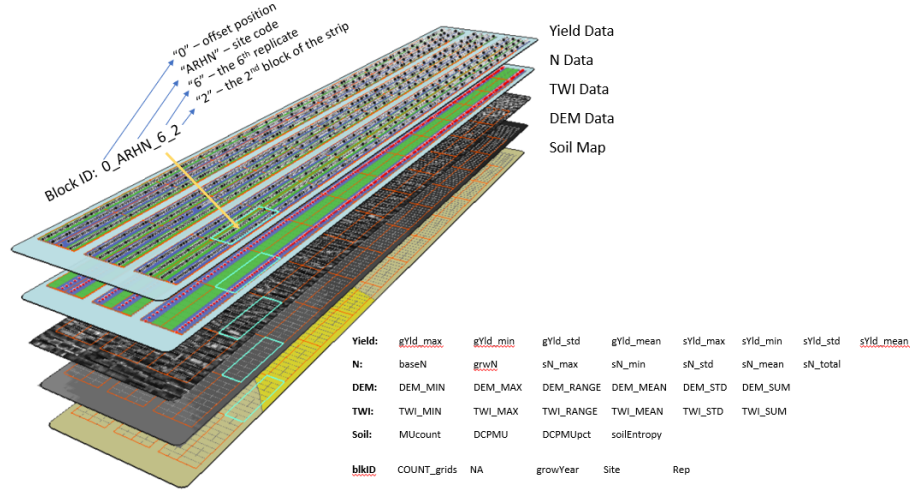 "0" – offset position
"ARHN" – site code
"6" – the 6th replicate
"2" – the 2nd block of the strip
Block ID: 0_ARHN_6_2
Yield Data
N Data
TWI Data
DEM Data
Soil Map
Yield: gYld_max gYld_min gYld_std gYld_mean sYld_max sYld_min sYld_std sYld_mean
N: baseN grwN sN_max sN_min sN_std sN_mean sN_total
DEM: DEM_MIN DEM_MAX DEM_RANGE DEM_MEAN DEM_STD DEM_SUM
TWI: TWI_MIN TWI_MAX TWI_RANGE TWI_MEAN TWI_STD TWI_SUM
Soil: MUcount DCPMU DCPMUpct soilEntropy
blkID COUNT_grids NA growYear Site Rep